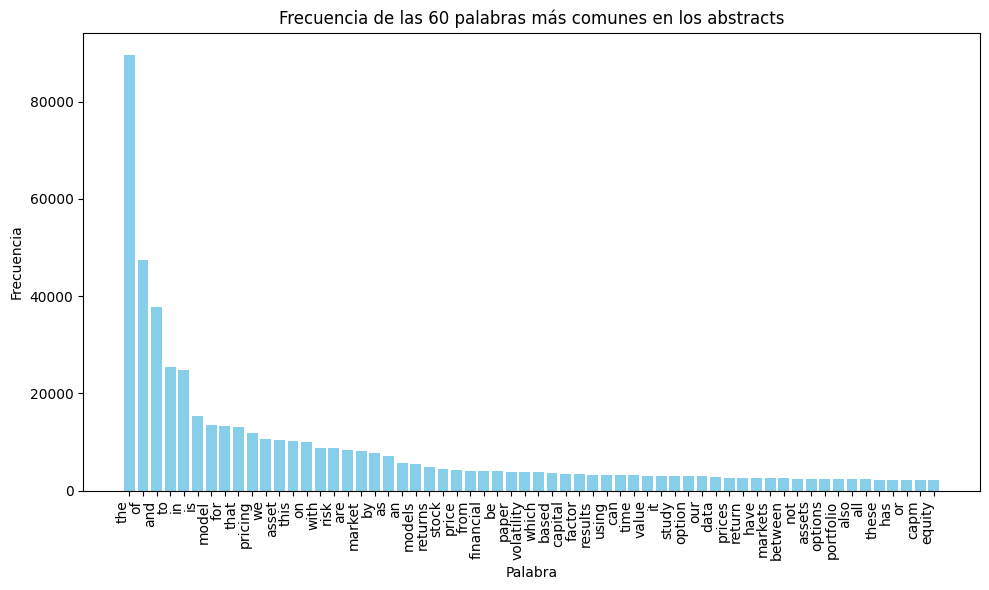 Frecuencia de las 60 palabras más comunes en los abstracts
Frecuencia
80000
60000
40000
20000
0
the
of
and
to
in
is
model
for
that
pricing
we
asset
this
on
with
risk
are
market
by
as
an
models
returns
stock
price
from
financial
be
paper
volatility
which
based
capital
factor
results
using
can
time
value
it
study
option
our
data
prices
return
have
markets
between
not
assets
options
portfolio
also
all
these
has
or
capm
equity
Palabra